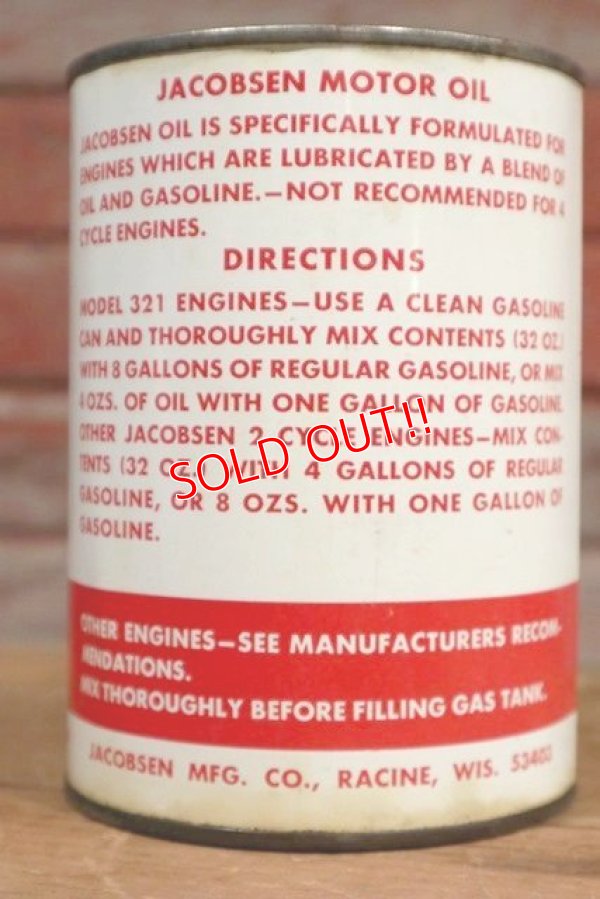 JACOBSEN MOTOR OIL
JACOBSEN OIL IS SPECIFICALLY FORMULATED FOR
ENGINES WHICH ARE LUBRICATED BY A BLEND OF
OIL AND GASOLINE.—NOT RECOMMENDED FOR 4
CYCLE ENGINES.
DIRECTIONS
MODEL 321 ENGINES—USE A CLEAN GASOLINE
CAN AND THOROUGHLY MIX CONTENTS (32 OZ.)
WITH 8 GALLONS OF REGULAR GASOLINE, OR MIX
4 OZS. OF OIL WITH ONE GALLON OF GASOLINE.
OTHER JACOBSEN 2 CYCLE ENGINES—MIX CON-
TENTS (32 OZ.) WITH 4 GALLONS OF REGULAR
GASOLINE, OR 8 OZS. WITH ONE GALLON OF
GASOLINE.
SOLD OUT!!
OTHER ENGINES—SEE MANUFACTURERS RECOM-
MENDATIONS.
MIX THOROUGHLY BEFORE FILLING GAS TANK.
JACOBSEN MFG. CO., RACINE, WIS. 53403